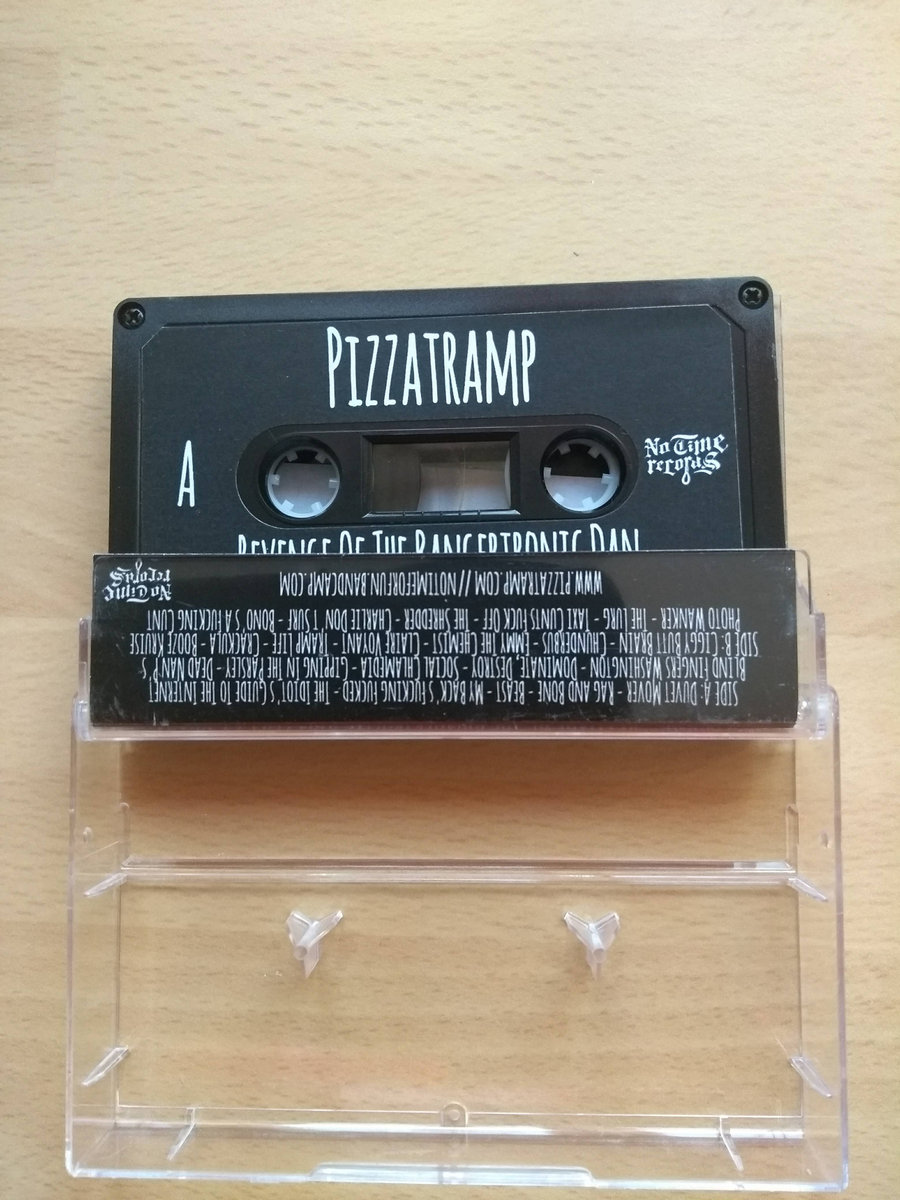 PIZZATRAMP
A
No Time
records
REVENGE OF THE BANGERTRONIC DAN
SIDE A: DUVET MOVER - RAG AND BONE - BEAST - MY BACK'S FUCKING FUCKED - THE IDIOT'S GUIDE TO THE INTERNET
BLIND FINGERS WASHINGTON - DOMINATE DESTROY - SOCIAL CHLAMYDIA - GIPPING IN THE PARSLEY - DEAD NAN'S
SIDE B: CLEGG BUTT BRAIN - CHUNDERBUS - EMMY THE CHEMIST - CLAIRE VOYANT - TRAMP LIFE - CRACKULA - BOOZE KRUISE
PHOTO WANKER - THE LURG - TAXI CUNTS FUCK OFF - THE SHREDDER - CHARLIE DON'T SURF - BONO'S A FUCKING CUNT
WWW.PIZZATRAMP.COM // NOTIMEFORFUN.BANDCAMP.COM
No Time
records